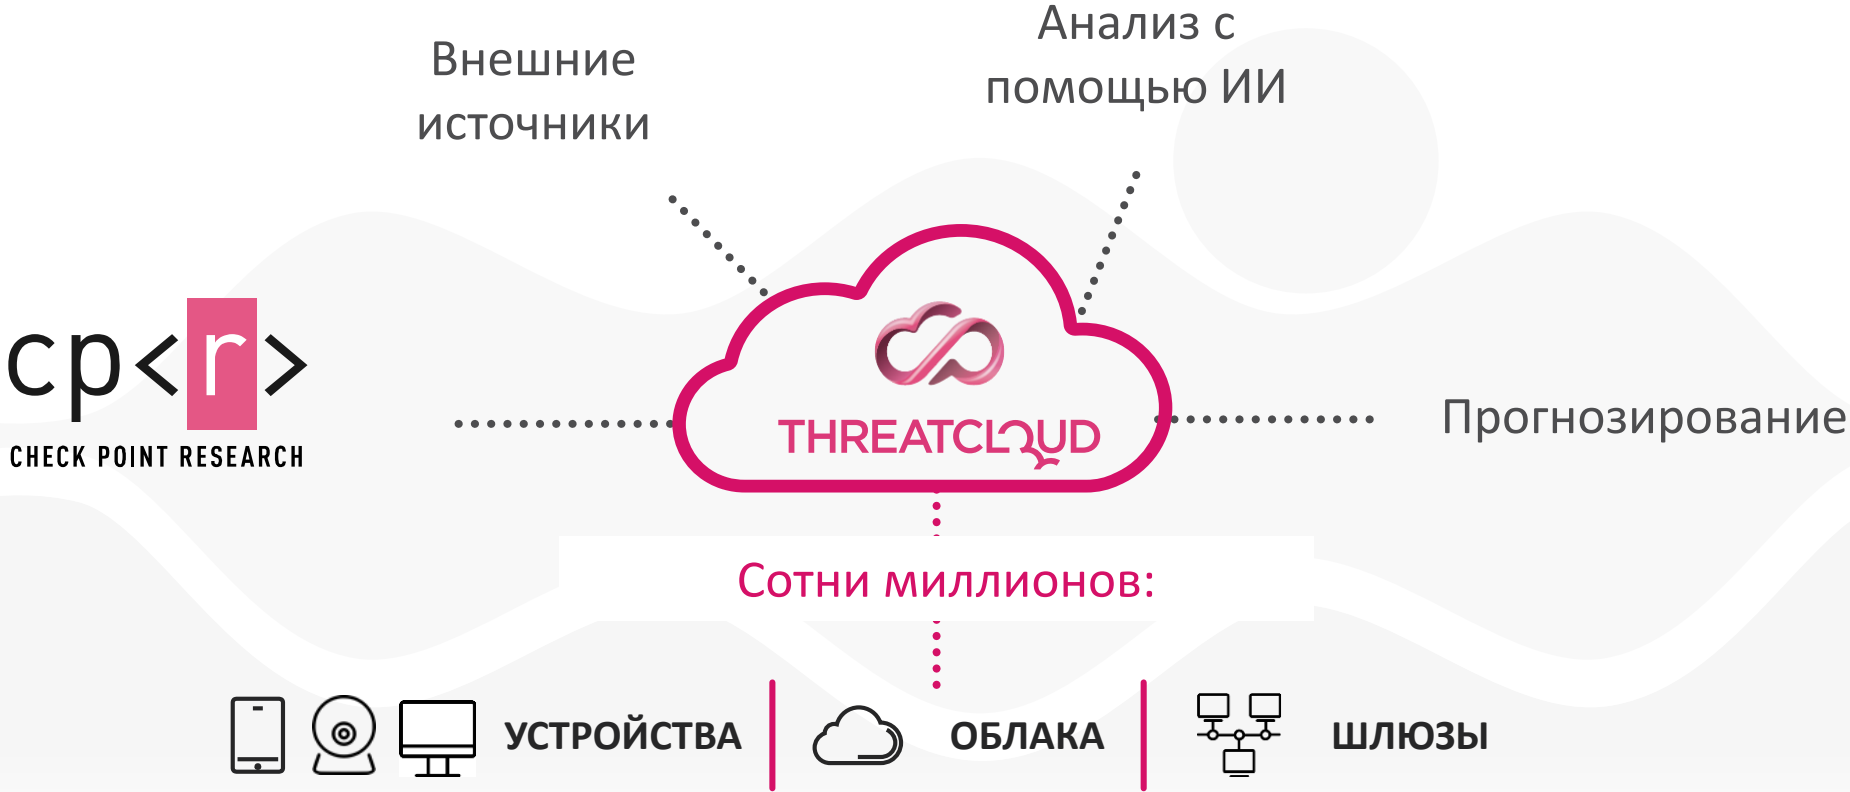 Внешние
источники
Анализ с
помощью ИИ
cp<r>
CHECK POINT RESEARCH
THREATCLOUD
Прогнозирование
Сотни миллионов:
УСТРОЙСТВА
ОБЛАКА
ШЛЮЗЫ